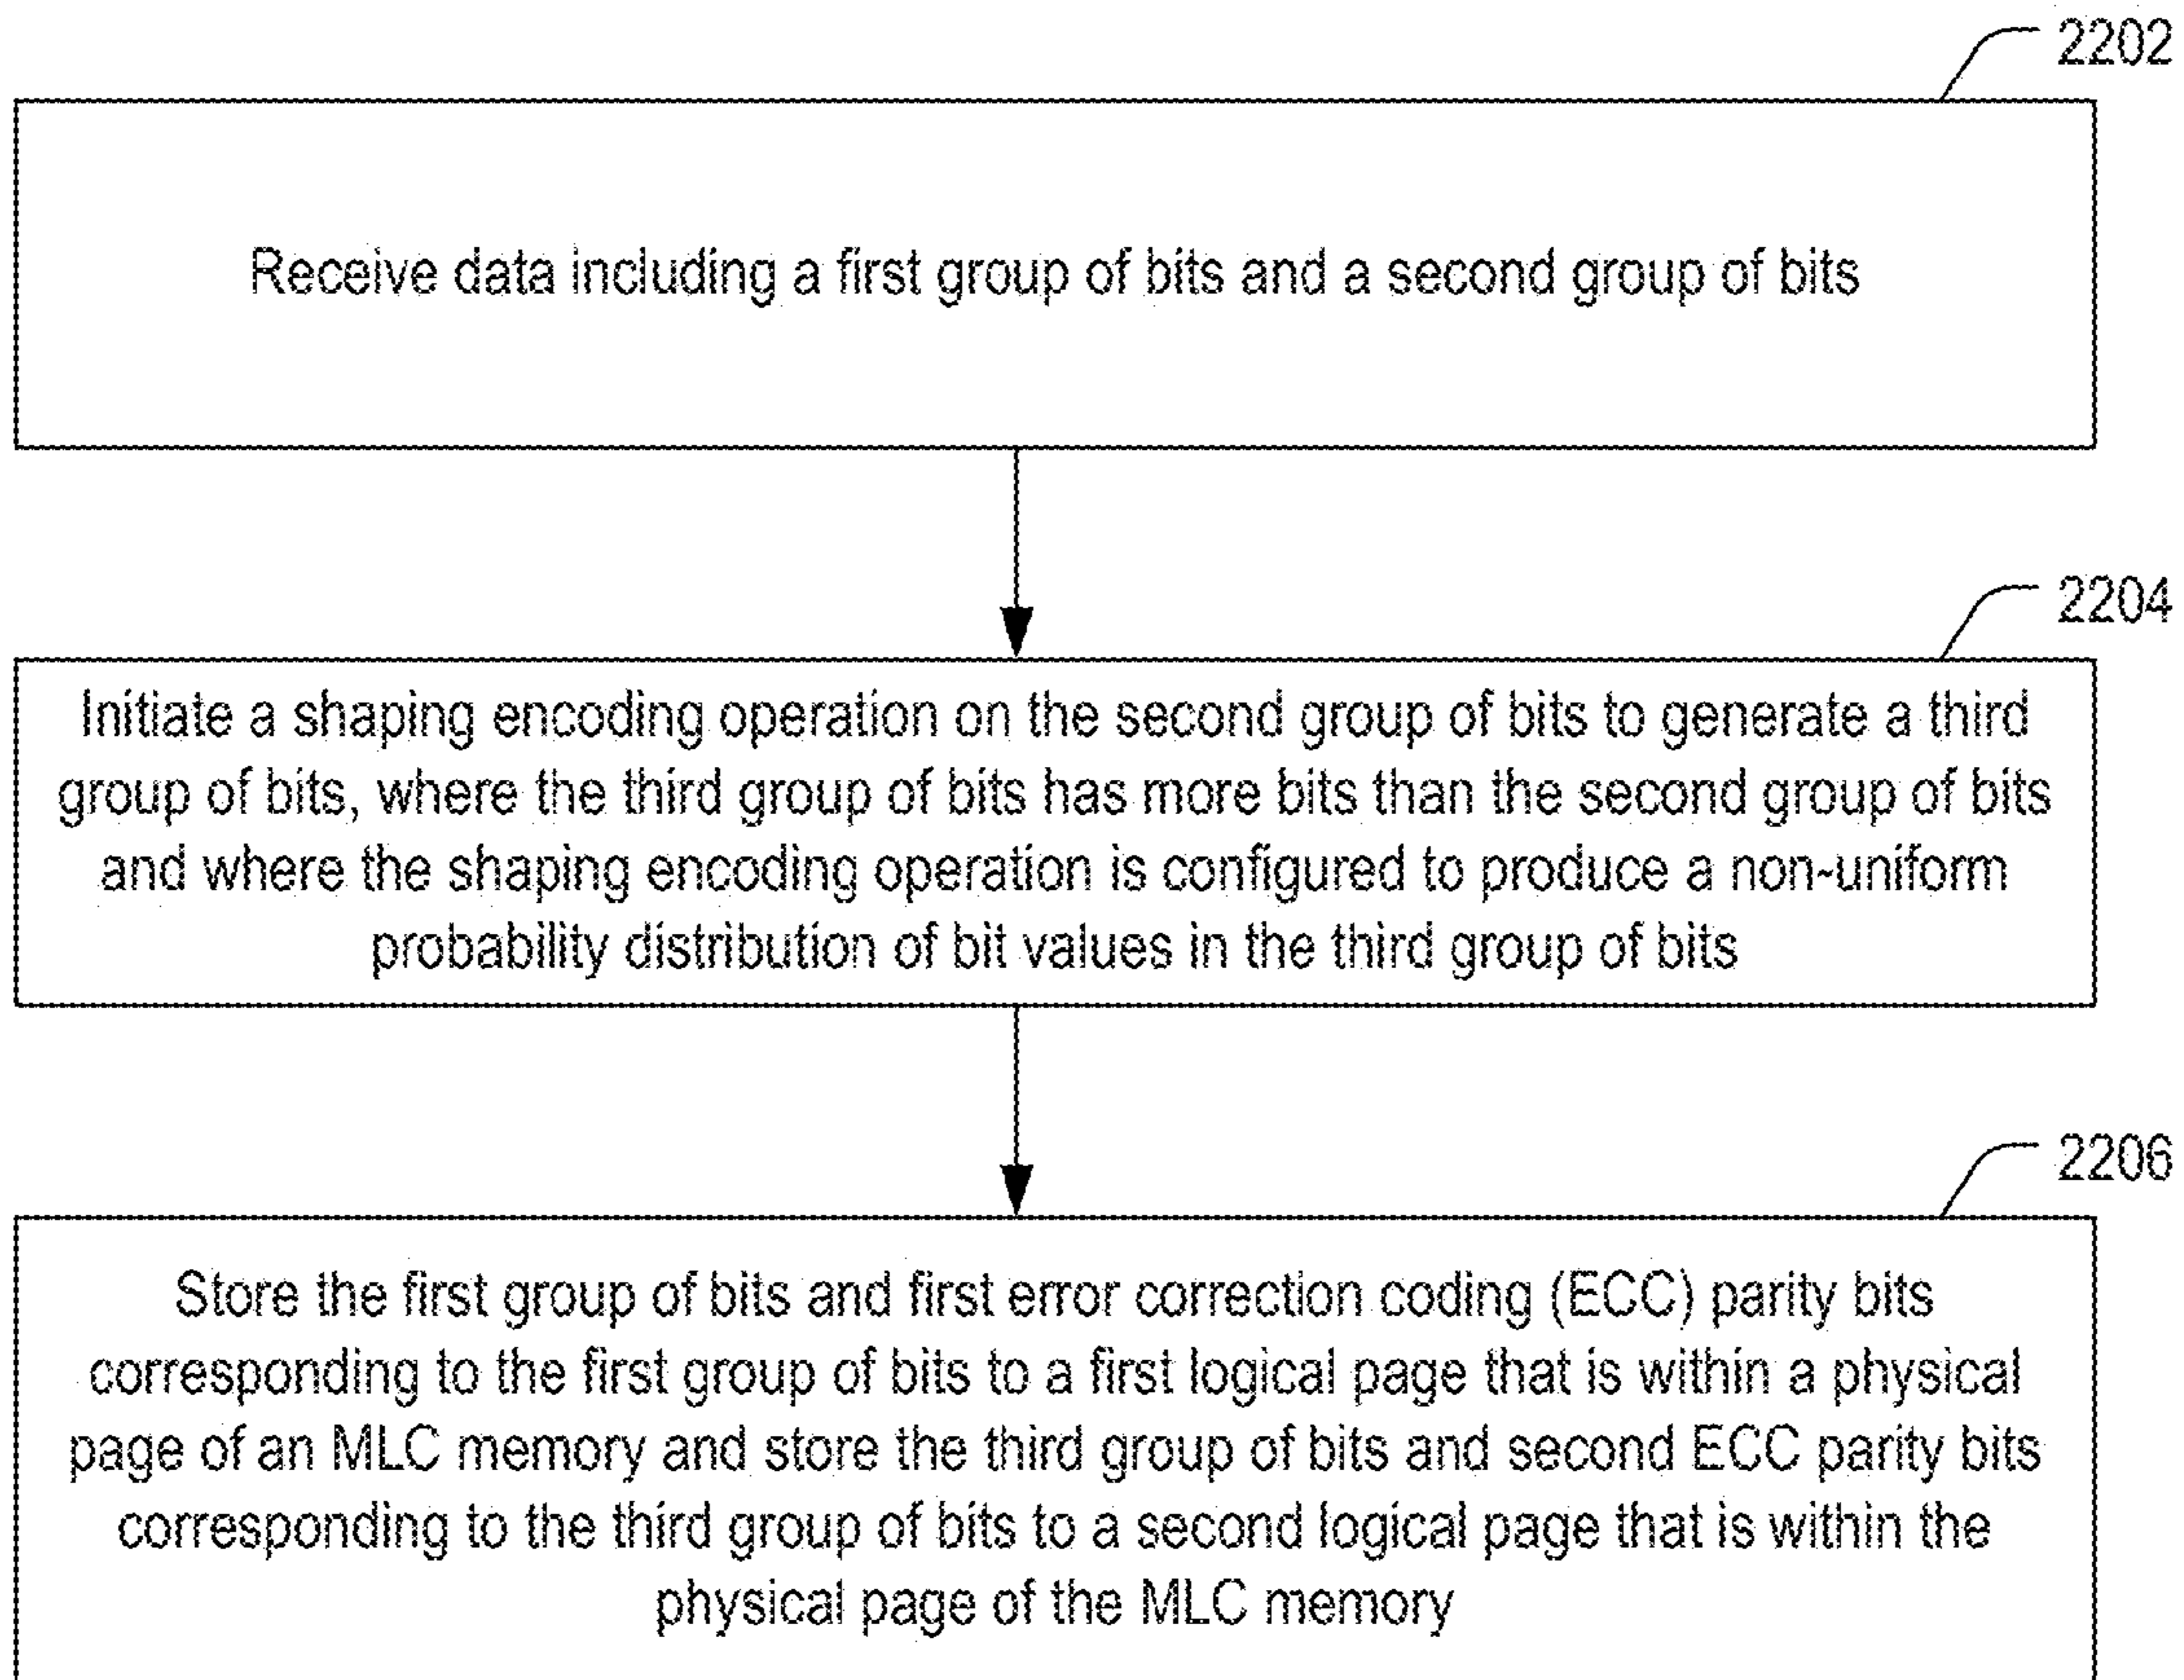 2202
Receive data including a first group of bits and a second group of bits
2204
Initiate a shaping encoding operation on the second group of bits to generate a third
group of bits, where the third group of bits has more bits than the second group of bits
and where the shaping encoding operation is configured to produce a non-uniform
probability distribution of bit values in the third group of bits
2206
Store the first group of bits and first error correction coding (ECC) parity bits
corresponding to the first group of bits to a first logical page that is within a physical
page of an MLC memory and store the third group of bits and second ECC parity bits
corresponding to the third group of bits to a second logical page that is within the
physical page of the MLC memory